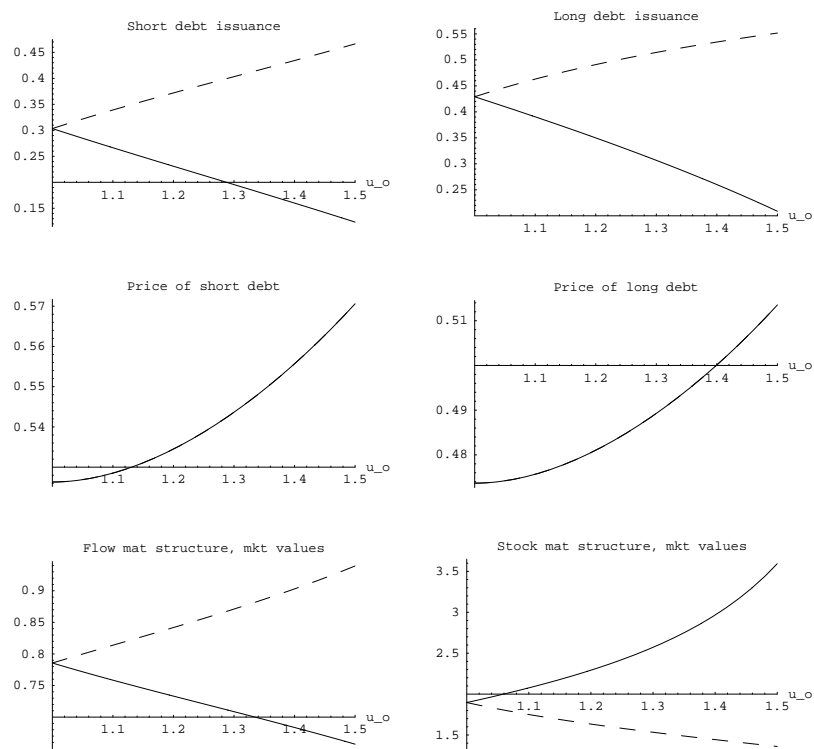 Short debt issuance
0.45
0.4
0.35
0.3
0.25
0.15
1.1 1.2 1.3 1.4 1.5
u_o
Long debt issuance
0.55
0.5
0.45
0.4
0.35
0.3
0.25
1.1 1.2 1.3 1.4 1.5
u_o
Price of short debt
0.57
0.56
0.55
0.54
1.1 1.2 1.3 1.4 1.5
u_o
Price of long debt
0.51
0.49
0.48
1.1 1.2 1.3 1.4 1.5
u_o
Flow mat structure, mkt values
0.9
0.85
0.8
0.75
1.1 1.2 1.3 1.4 1.5
u_o
Stock mat structure, mkt values
3.5
3
2.5
1.5
1.1 1.2 1.3 1.4 1.5
u_o